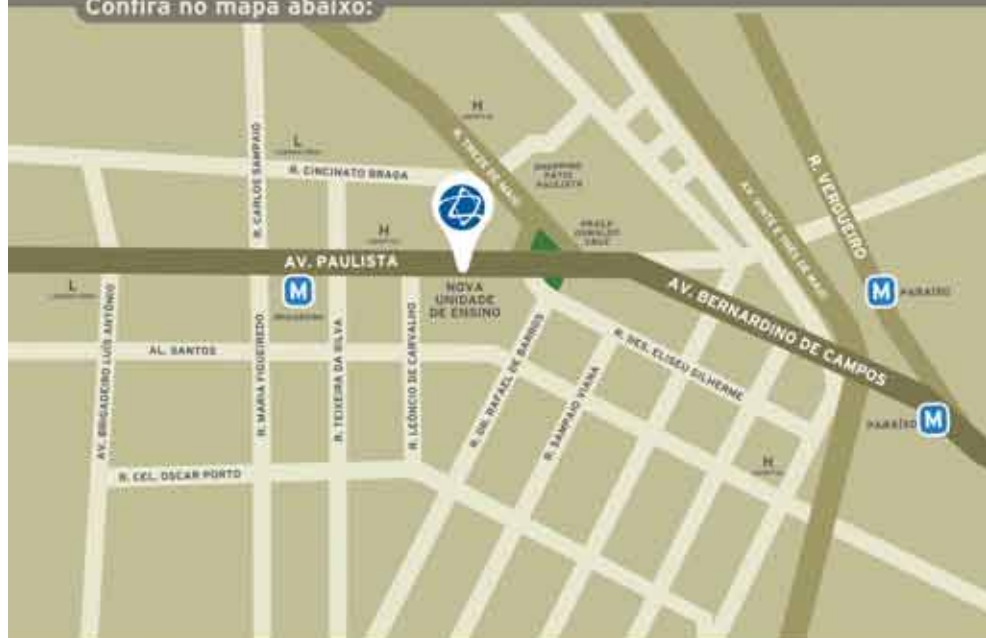 Confira no mapa abaixo:
H
L
R. CARLOS SAMPAIO
R. CINCINATO BRAGA
R. TREZE DE MAIO
SHOPPING
PÁTIO
PAULISTA
R. VERGUEIRO
AV. VINTE E TRÊS DE MAIO
H
PRAÇA
OSWALDO
CRUZ
AV. PAULISTA
L
M
BRIGADEIRO
NOVA
UNIDADE
DE ENSINO
AV. BERNARDINO DE CAMPOS
M PARAÍSO
AV. BRIGADEIRO LUÍS ANTÔNIO
AL. SANTOS
R. MARIA FIGUEIREDO
R. TEIXEIRA DA SILVA
R. LEÔNCIO DE CARVALHO
R. DR. RAFAEL DE BARROS
R. SAMPAIO VIANA
R. DES. ELISEU GILHERME
PARAÍSO M
H
R. CEL. OSCAR PORTO